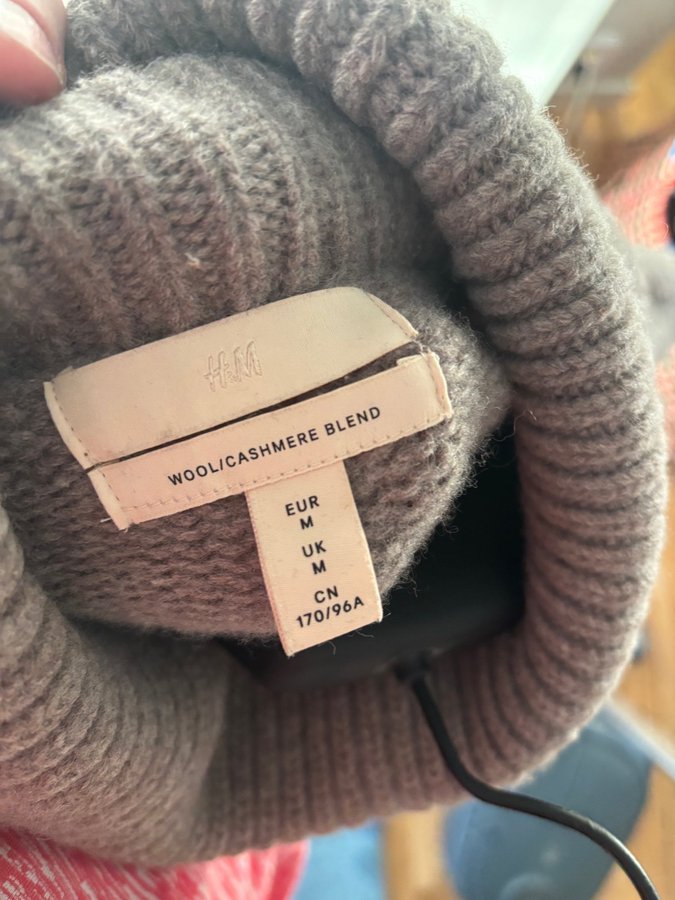 H&M
WOOL/CASHMERE BLEND
EUR
M
UK
M
CN
170/96A